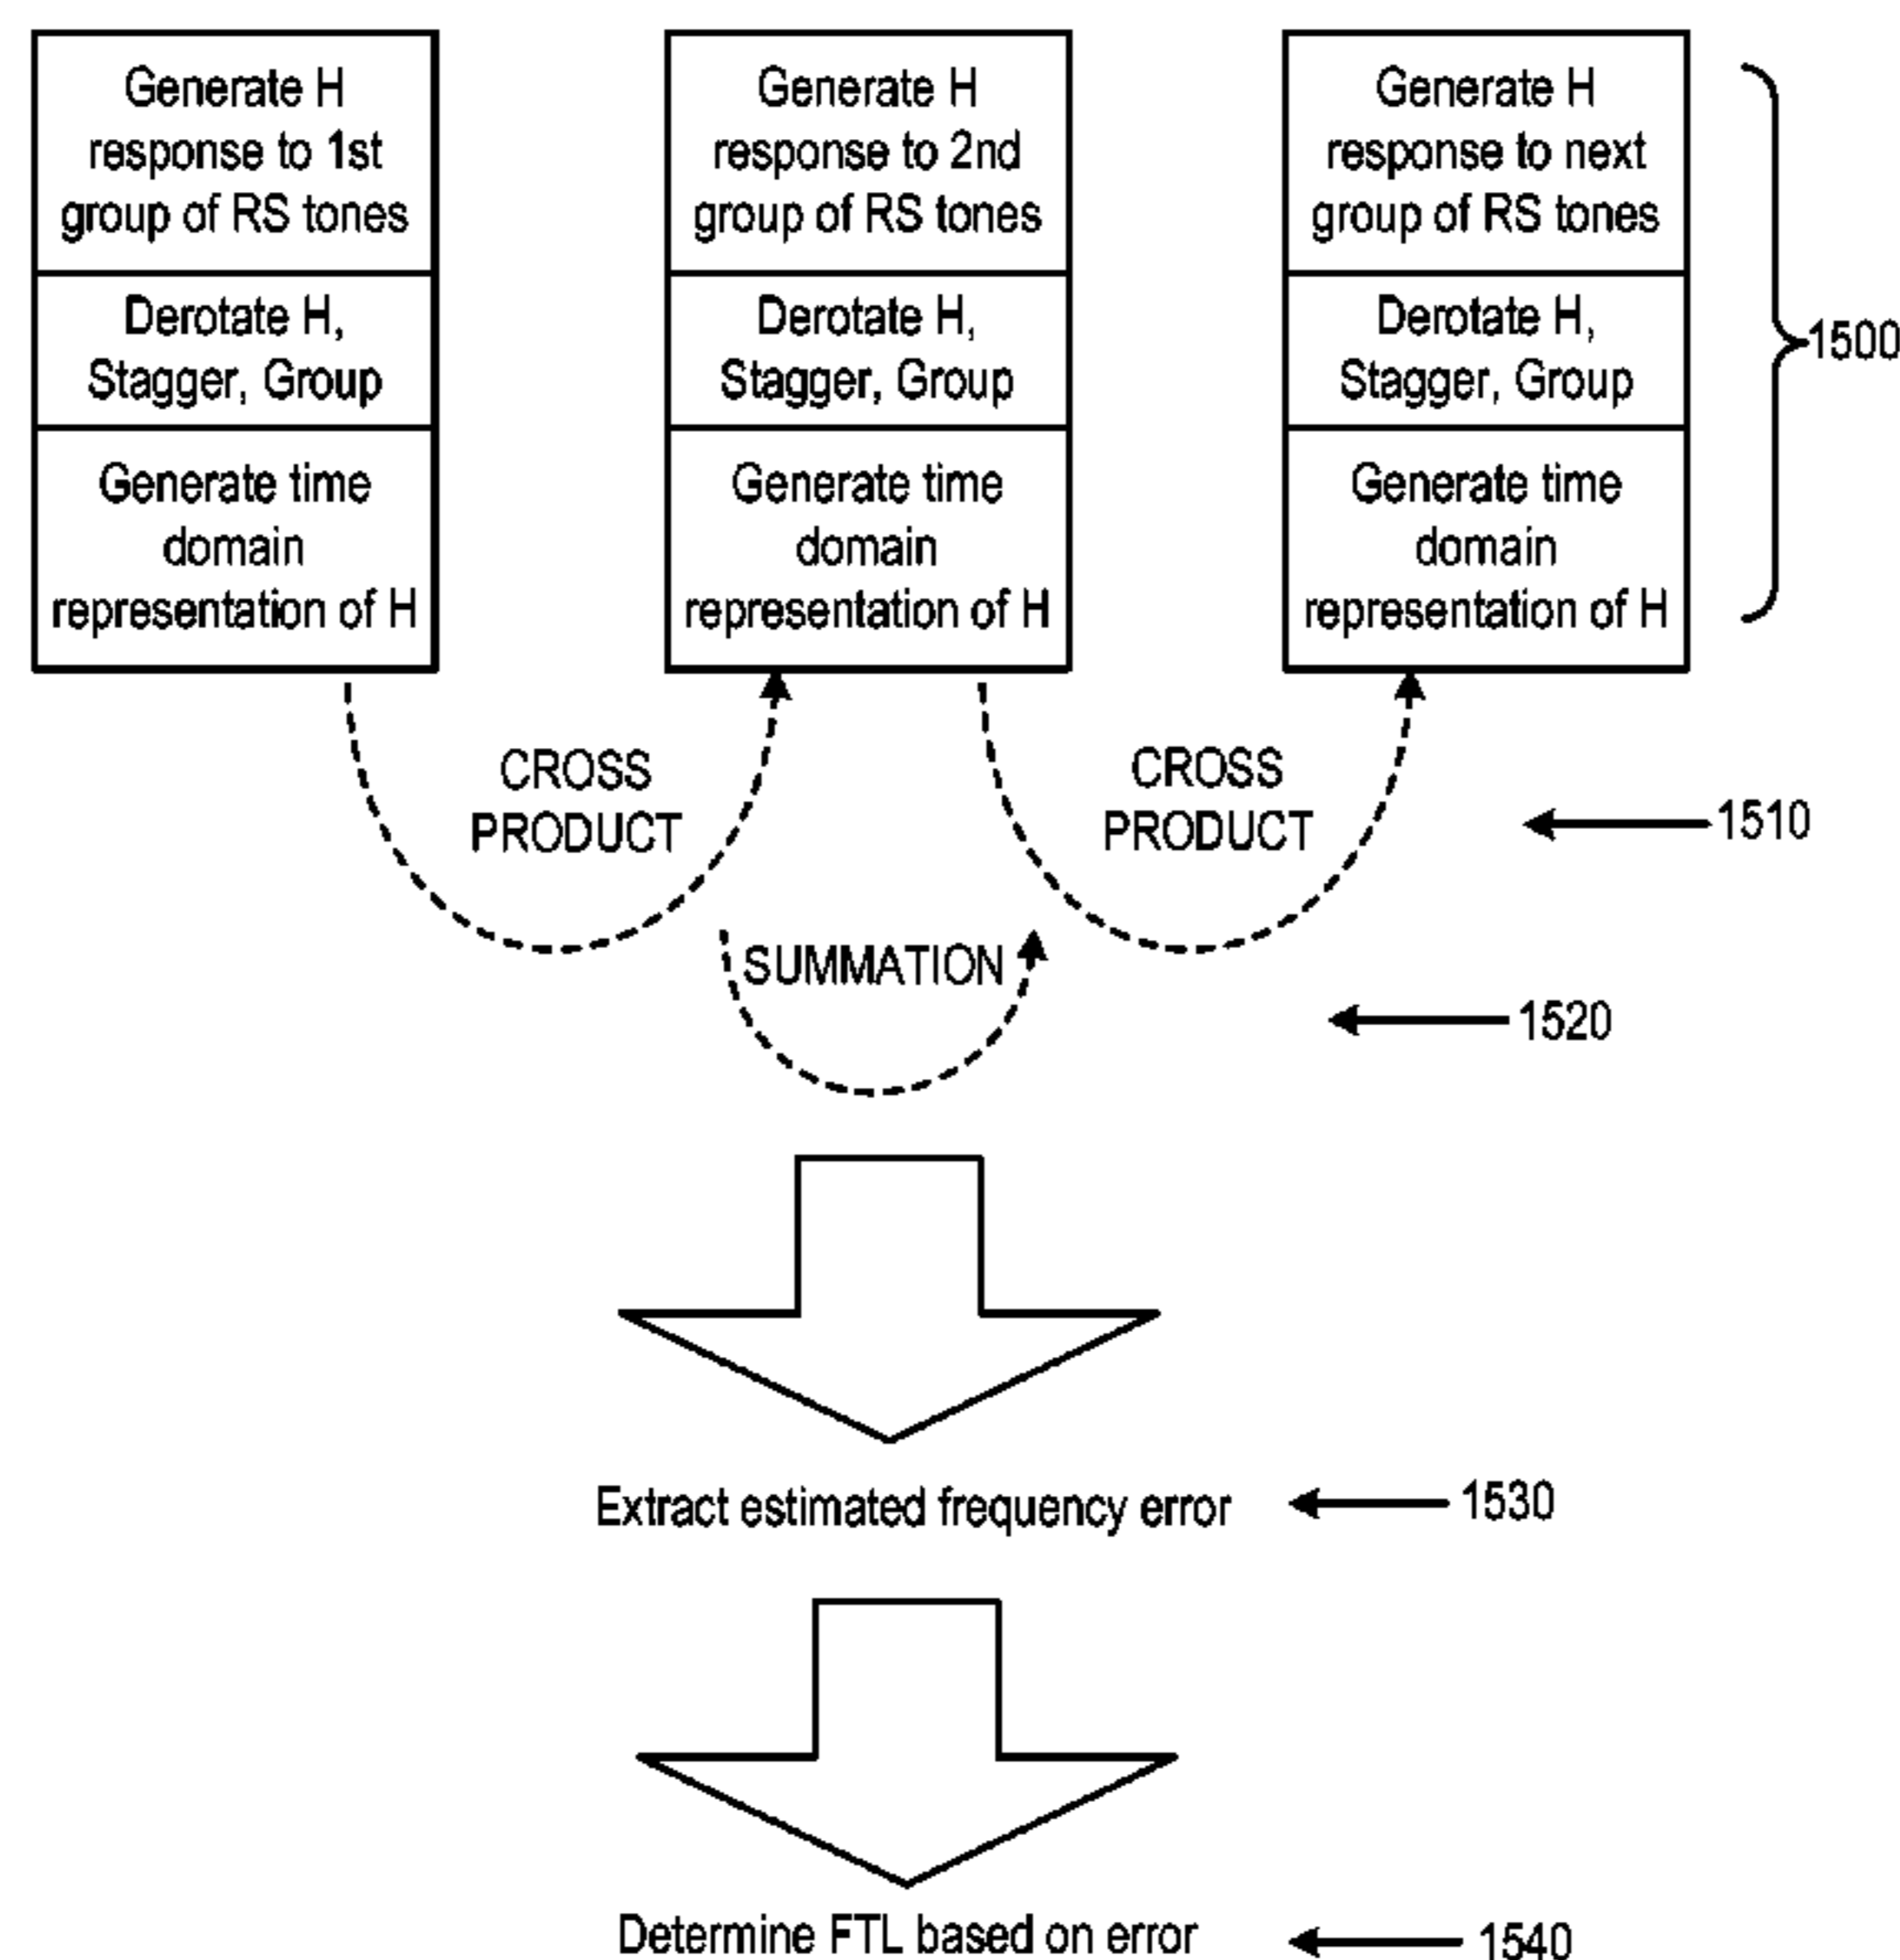 Generate H
response to 1st
group of RS tones
Derotate H,
Stagger, Group
Generate time
domain
representation of H
Generate H
response to 2nd
group of RS tones
Derotate H,
Stagger, Group
Generate time
domain
representation of H
Generate H
response to next
group of RS tones
Derotate H,
Stagger, Group
Generate time
domain
representation of H
1500
CROSS
PRODUCT
CROSS
PRODUCT
1510
SUMMATION
1520
Extract estimated frequency error
1530
Determine FTL based on error
1540